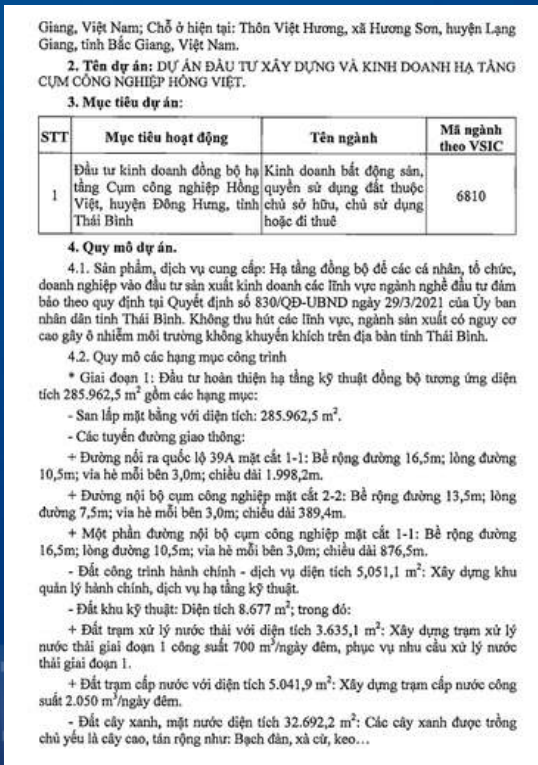 Giang, Việt Nam; Chỗ ở hiện tại: Thôn Việt Hương, xã Hương Sơn, huyện Lạng
Giang, tỉnh Bắc Giang, Việt Nam.
2. Tên dự án: DỰ ÁN ĐẦU TƯ XÂY DỰNG VÀ KINH DOANH HẠ TẦNG
CỤM CÔNG NGHIỆP HỒNG VIỆT.
3. Mục tiêu dự án:
STT Mục tiêu hoạt động Tên ngành Mã ngành
theo VSIC
Đầu tư kinh doanh đồng bộ hạ Kinh doanh bất động sản,
tầng Cụm công nghiệp Hồng quyền sử dụng đất thuộc
1 Việt, huyện Đông Hưng, tỉnh chủ sở hữu, chủ sử dụng 6810
Thái Bình hoặc đi thuê
4. Quy mô dự án.
4.1. Sản phẩm, dịch vụ cung cấp: Hạ tầng đồng bộ để các cá nhân, tổ chức,
doanh nghiệp vào đầu tư sản xuất kinh doanh các lĩnh vực ngành nghề đầu tư đảm
bảo theo quy định tại Quyết định số 830/QĐ-UBND ngày 29/3/2021 của Ủy ban
nhân dân tỉnh Thái Bình. Không thu hút các lĩnh vực, ngành sản xuất có nguy cơ
cao gây ô nhiễm môi trường không khuyến khích trên địa bàn tỉnh Thái Bình.
4.2. Quy mô các hạng mục công trình
* Giai đoạn 1: Đầu tư hoàn thiện hạ tầng kỹ thuật đồng bộ tương ứng diện
tích 285.962,5 m² gồm các hạng mục:
- San lấp mặt bằng với diện tích: 285.962,5 m².
- Các tuyến đường giao thông:
+ Đường nối ra quốc lộ 39A mặt cắt 1-1: Bề rộng đường 16,5m; lòng đường
10,5m; vỉa hè mỗi bên 3,0m; chiều dài 1.998,2m.
+ Đường nội bộ cụm công nghiệp mặt cắt 2-2: Bề rộng đường 13,5m; lòng
đường 7,5m; vỉa hè mỗi bên 3,0m; chiều dài 389,4m.
+ Một phần đường nội bộ cụm công nghiệp mặt cắt 1-1: Bề rộng đường
16,5m; lòng đường 10,5m; vỉa hè mỗi bên 3,0m; chiều dài 876,5m.
- Đất công trình hành chính - dịch vụ diện tích 5,051,1 m²: Xây dựng khu
quản lý hành chính, dịch vụ hạ tầng kỹ thuật.
- Đất khu kỹ thuật: Diện tích 8.677 m²; trong đó:
+ Đất trạm xử lý nước thải với diện tích 3.635,1 m²: Xây dựng trạm xử lý
nước thải giai đoạn 1 công suất 700 m³/ngày đêm, phục vụ nhu cầu xử lý nước
thải giai đoạn 1.
+ Đất trạm cấp nước với diện tích 5.041,9 m²: Xây dựng trạm cấp nước công
suất 2.050 m³/ngày đêm.
- Đất cây xanh, mặt nước diện tích 32.692,2 m²: Các cây xanh được trồng
chủ yếu là cây cao, tán rộng như: Bạch đàn, xà cừ, keo…